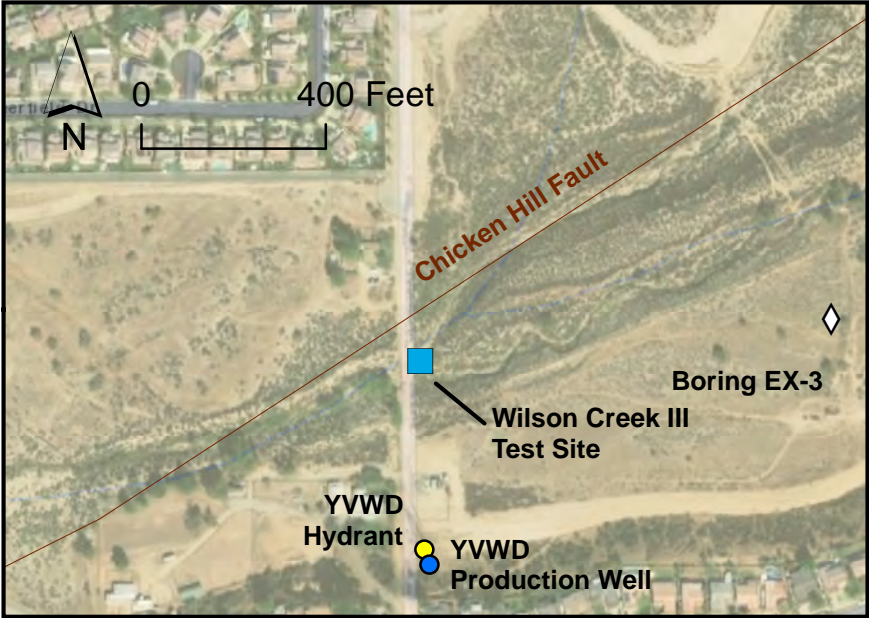 0 400 Feet
N
Chicken Hill Fault
Boring EX-3
Wilson Creek III
Test Site
YVWD
Hydrant
YVWD
Production Well